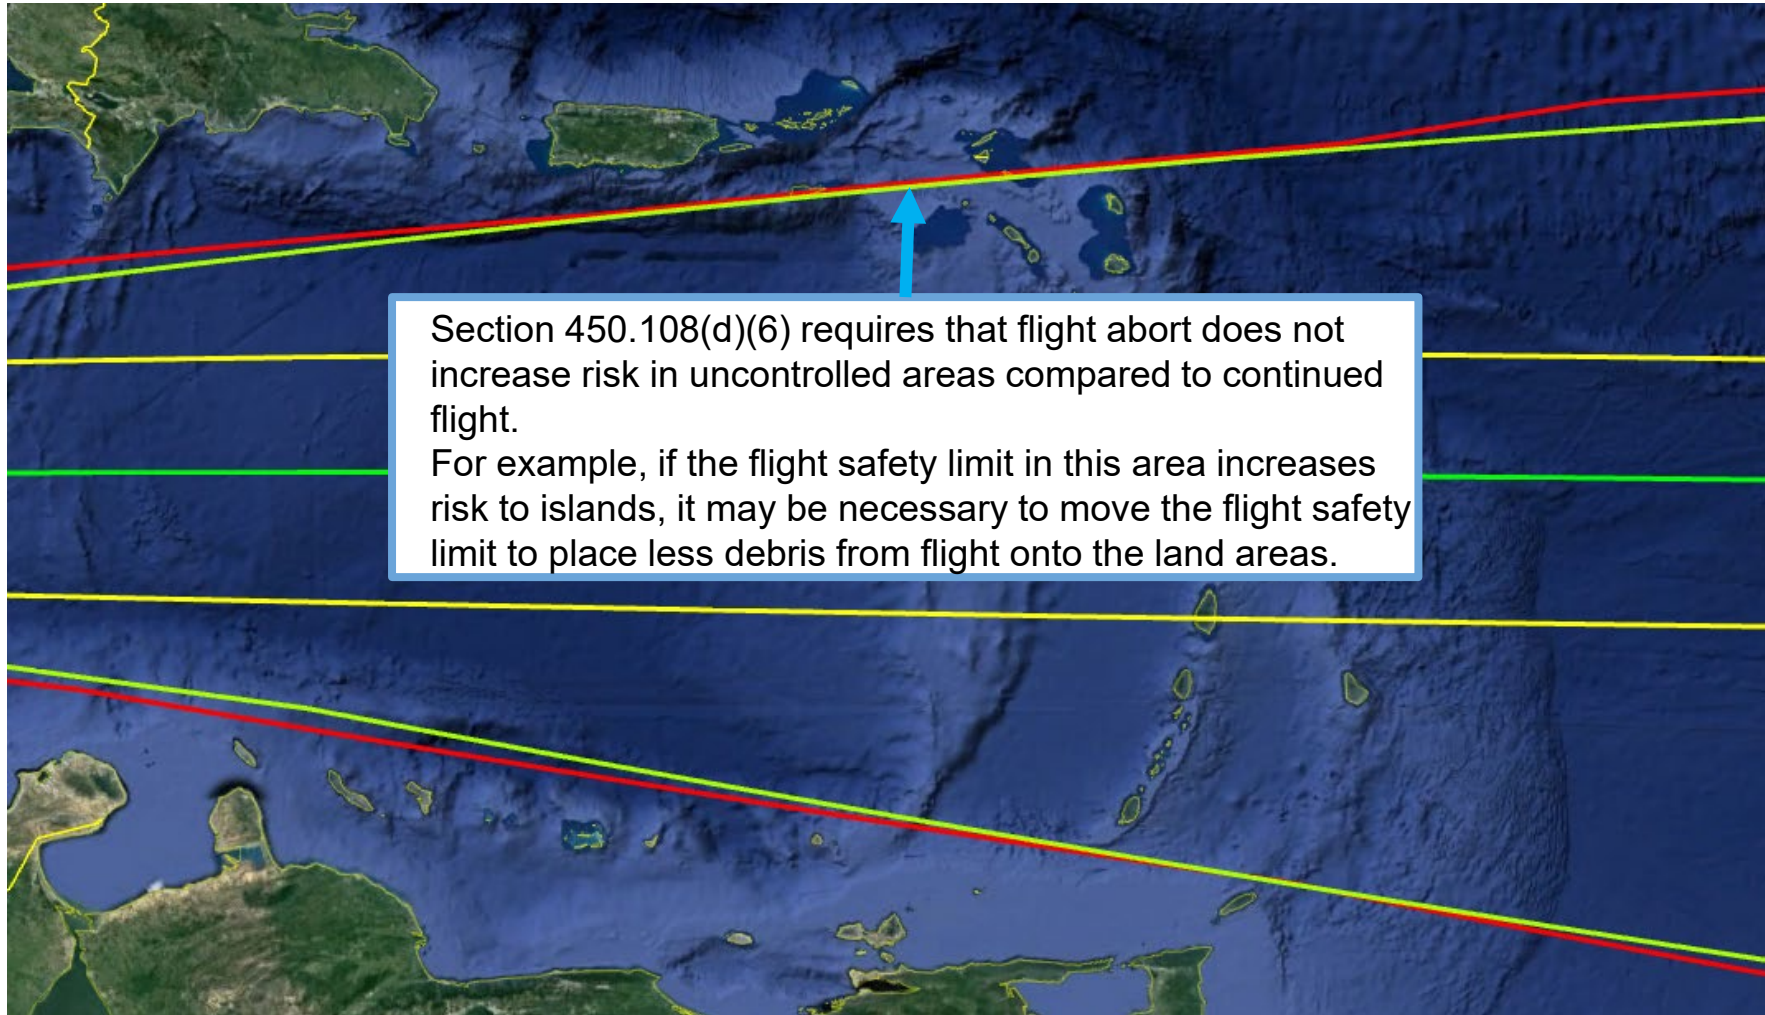 Section 450.108(d)(6) requires that flight abort does not
increase risk in uncontrolled areas compared to continued
flight.
For example, if the flight safety limit in this area increases
risk to islands, it may be necessary to move the flight safety
limit to place less debris from flight onto the land areas.